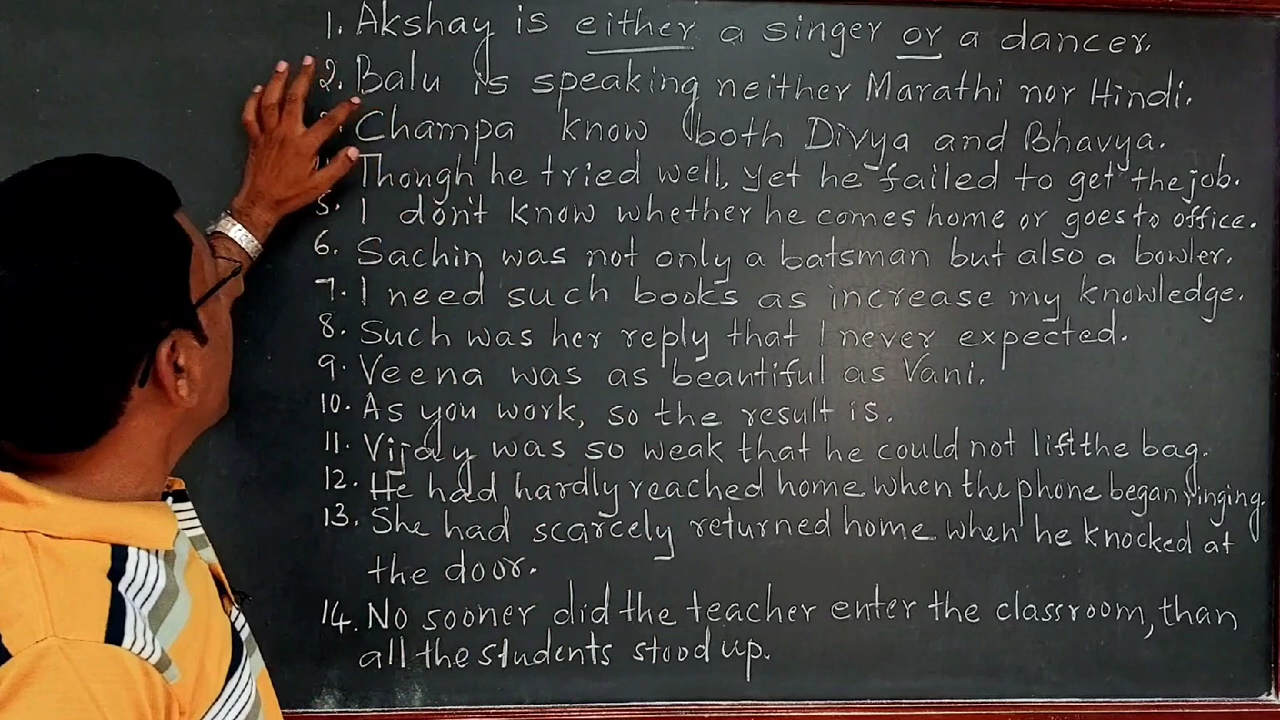 1. Akshay is either a singer or a dancer.
2. Balu is speaking neither Marathi nor Hindi.
3. Champa know both Divya and Bhavya.
Though he tried well, yet he failed to get the job.
5. I don't know whether he comes home or goes to office.
6. Sachin was not only a batsman but also a bowler.
7. I need such books as increase my knowledge.
8. Such was her reply that I never expected.
9. Veena was as beautiful as Vani.
10. As you work, so the result is.
11. Vijay was so weak that he could not lift the bag.
12. He had hardly reached home when the phone began ringing.
13. She had scarcely returned home when he knocked at
the door.
14. No sooner did the teacher enter the classroom, than
all the students stood up.